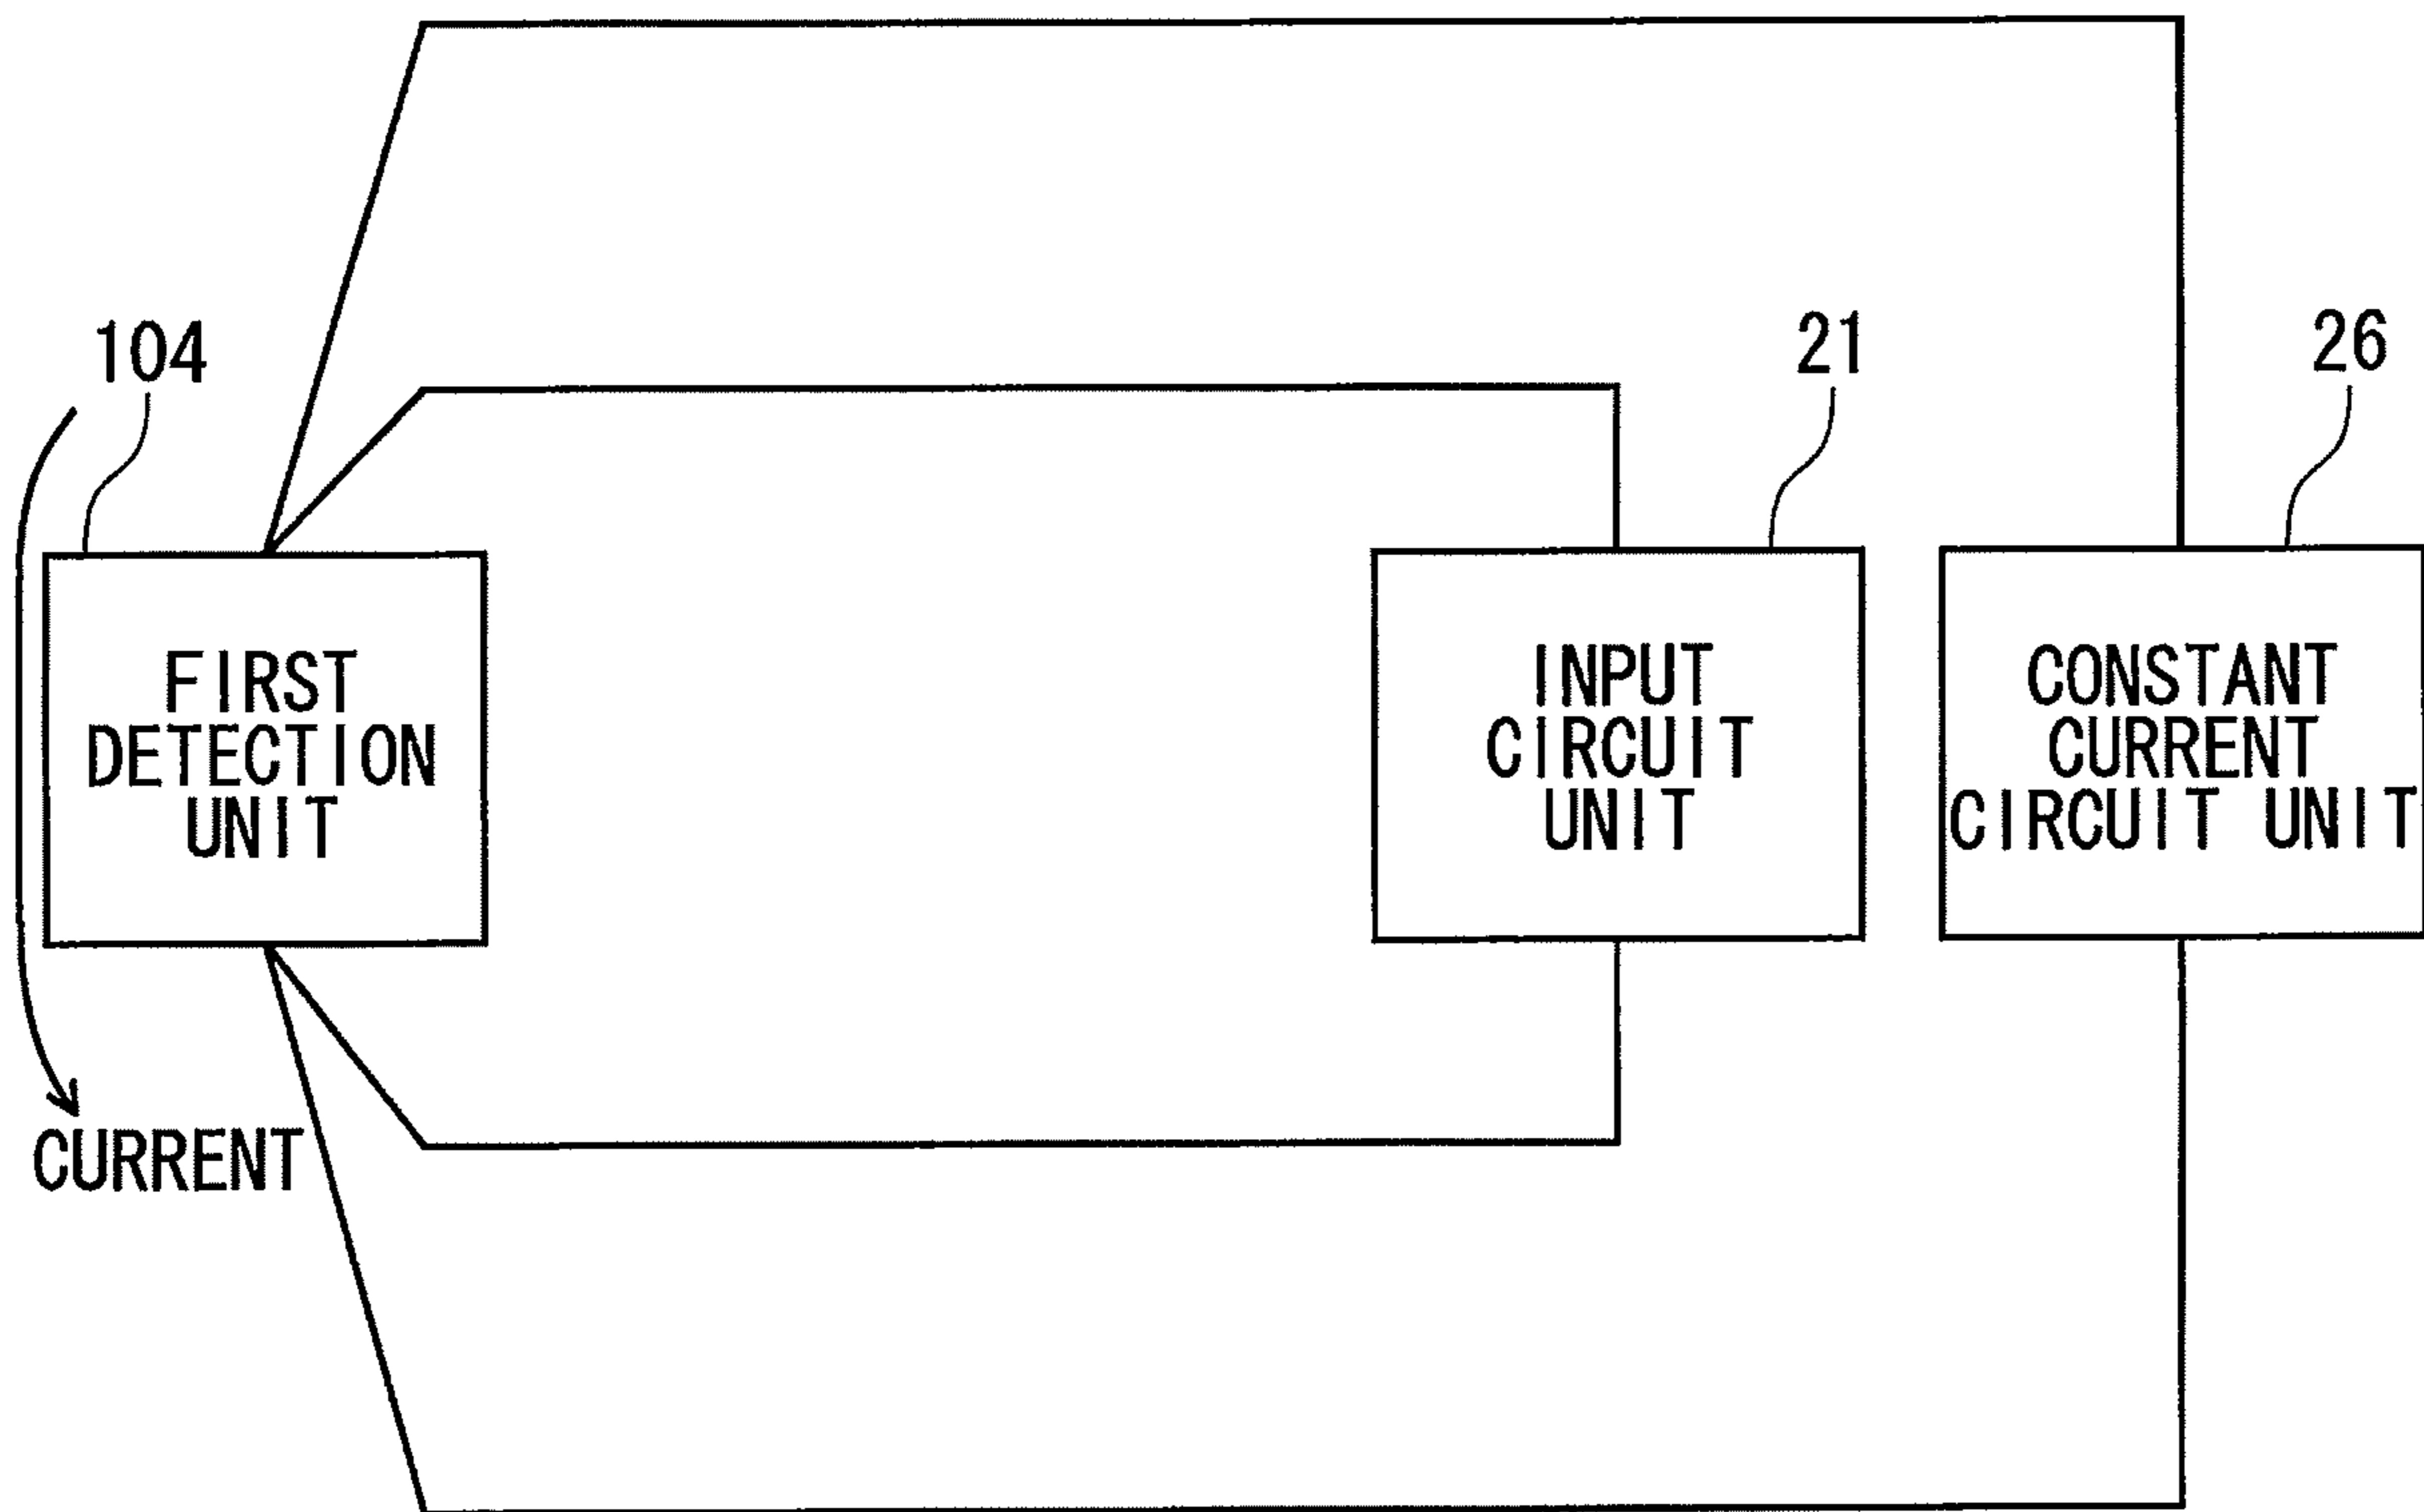 104
21
26
FIRST
DETECTION
UNIT
INPUT
CIRCUIT
UNIT
CONSTANT
CURRENT
CIRCUIT UNIT
CURRENT